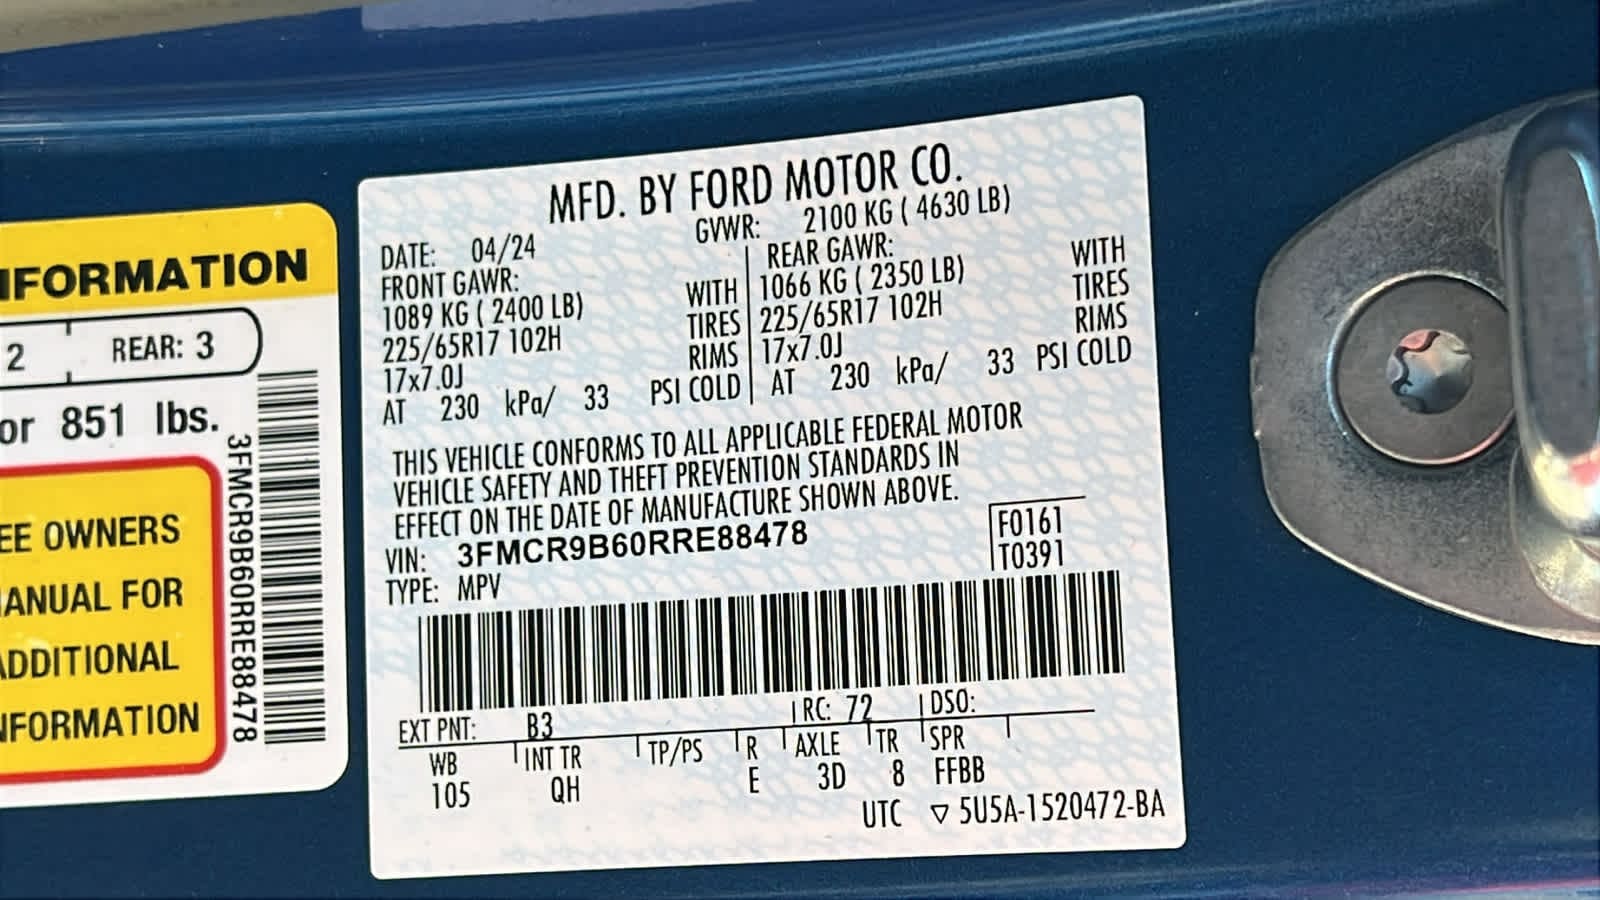 NFORMATION
2 REAR: 3
or 851 lbs.
EE OWNERS
ANUAL FOR
ADDITIONAL
NFORMATION
3FMCR9B60RRE88478
MFD. BY FORD MOTOR CO.
DATE: 04/24 GVWR: 2100 KG ( 4630 LB)
FRONT GAWR: REAR GAWR:
1089 KG ( 2400 LB) WITH 1066 KG ( 2350 LB) WITH
225/65R17 102H TIRES 225/65R17 102H TIRES
17x7.0J RIMS 17x7.0J RIMS
AT 230 kPa/ 33 PSI COLD AT 230 kPa/ 33 PSI COLD
THIS VEHICLE CONFORMS TO ALL APPLICABLE FEDERAL MOTOR
VEHICLE SAFETY AND THEFT PREVENTION STANDARDS IN
EFFECT ON THE DATE OF MANUFACTURE SHOWN ABOVE.
VIN: 3FMCR9B60RRE88478 F0161
TYPE: MPV T0391
EXT PNT: B3 RC: 72 DSO:
WB INT TR TP/PS R AXLE TR SPR
105 QH E 3D 8 FFBB
UTC ▽ 5U5A-1520472-BA